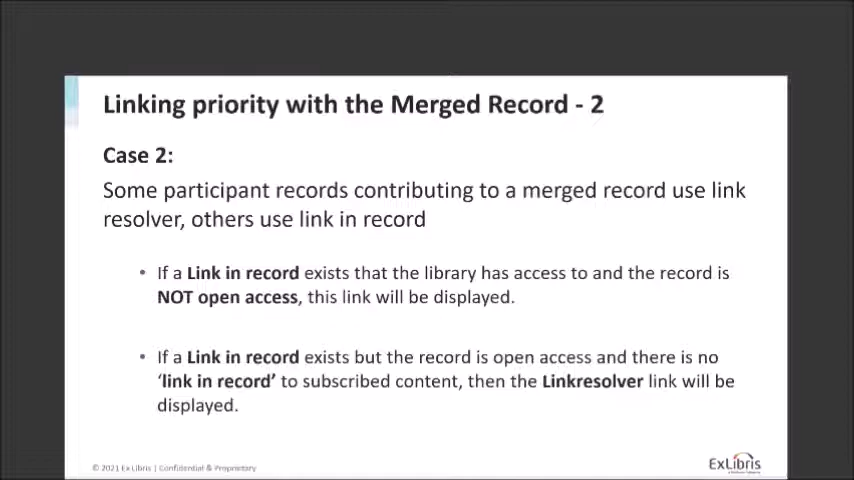 Linking priority with the Merged Record - 2
Case 2:
Some participant records contributing to a merged record use link
resolver, others use link in record
• If a Link in record exists that the library has access to and the record is
NOT open access, this link will be displayed.
• If a Link in record exists but the record is open access and there is no
‘link in record’ to subscribed content, then the Linkresolver link will be
displayed.
© 2021 Ex Libris | Confidential & Proprietary
ExLibris